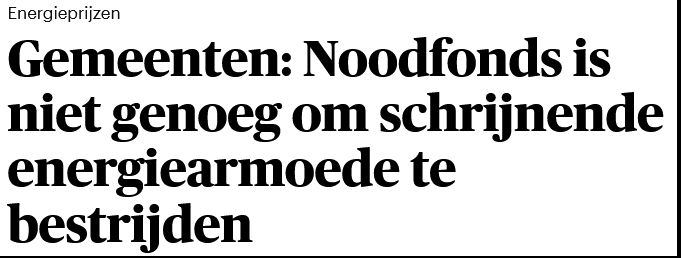 Energieprijzen
Gemeenten: Noodfonds is
niet genoeg om schrijnende
energiearmoede te
bestrijden